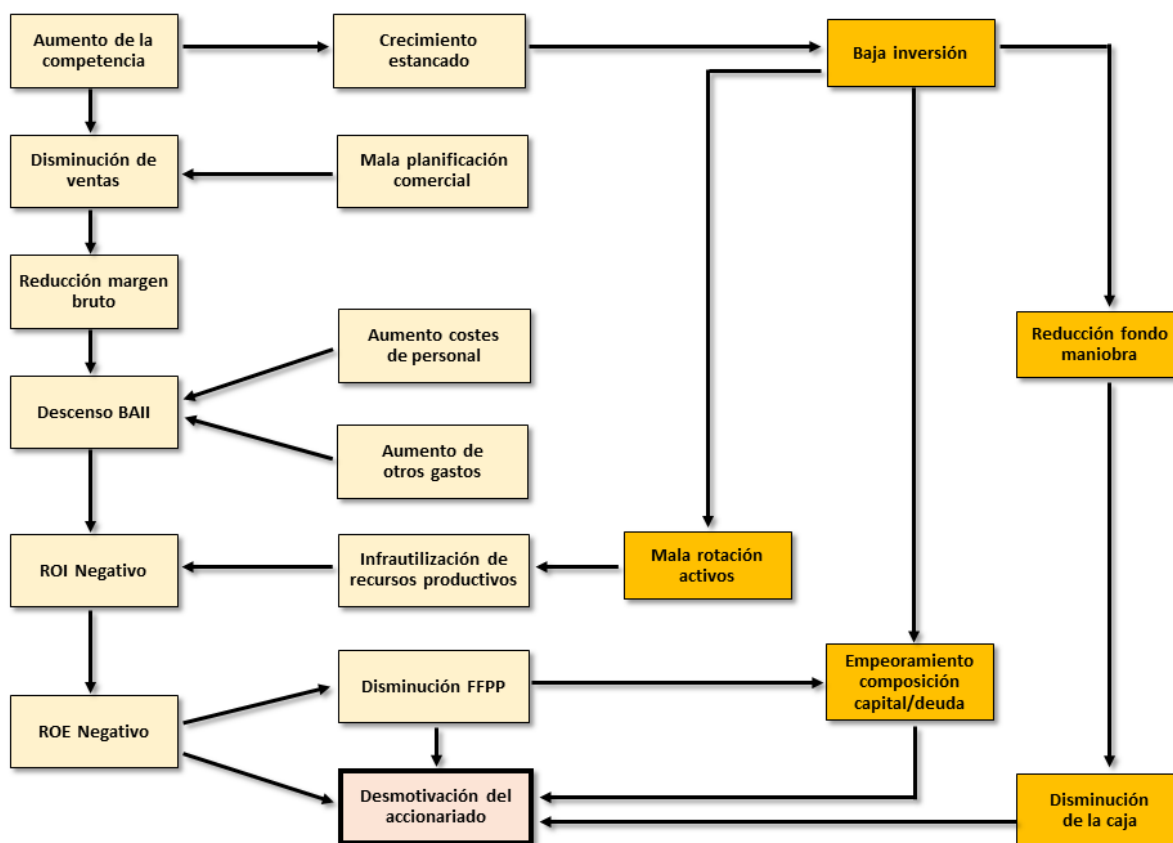 Aumento de la
competencia
Crecimiento
estancado
Baja inversión
Disminución de
ventas
Mala planificación
comercial
Reducción margen
bruto
Aumento costes
de personal
Reducción fondo
maniobra
Descenso BAII
Aumento de
otros gastos
ROI Negativo
Infrautilización de
recursos productivos
Mala rotación
activos
ROE Negativo
Disminución FFPP
Empeoramiento
composición
capital/deuda
Desmotivación del
accionariado
Disminución
de la caja